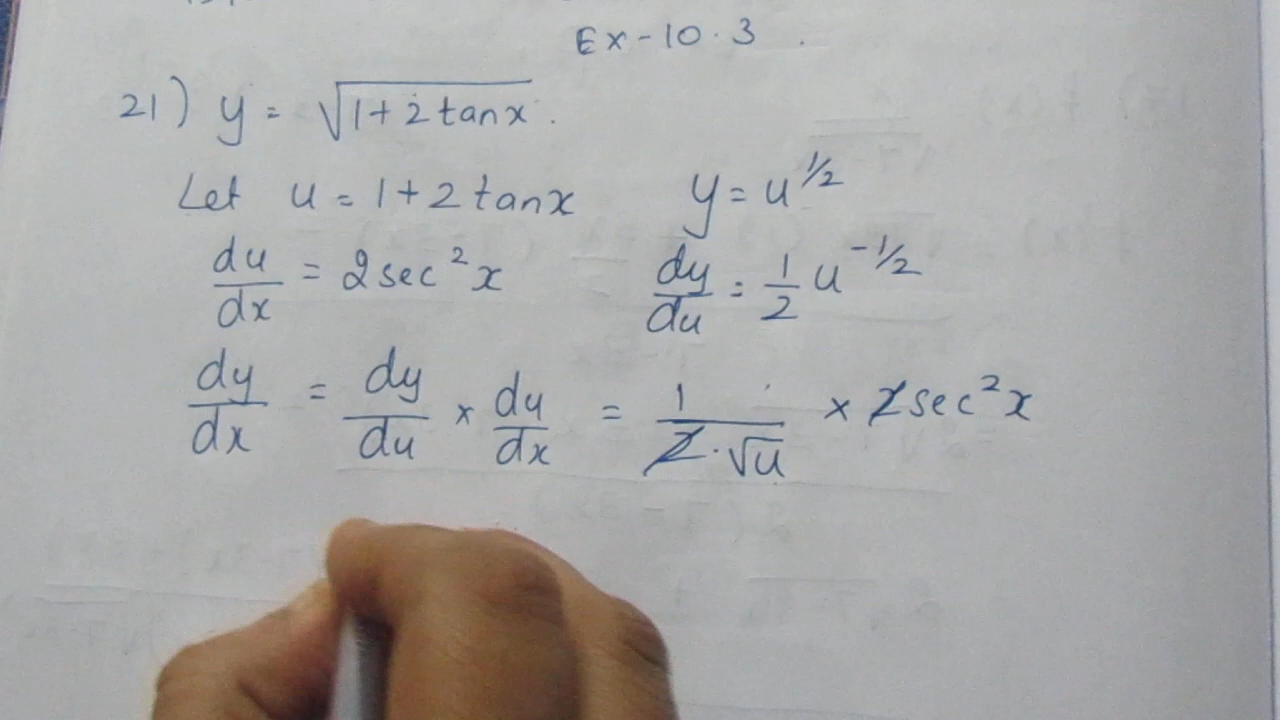 Ex-10.3.
21) y = √1+2tanx.
Let u = 1+2tanx y = u^1/2
du/dx = 2sec²x dy/du = 1/2 u^-1/2
dy/dx = dy/du × du/dx = 1/2·√u × 2sec²x